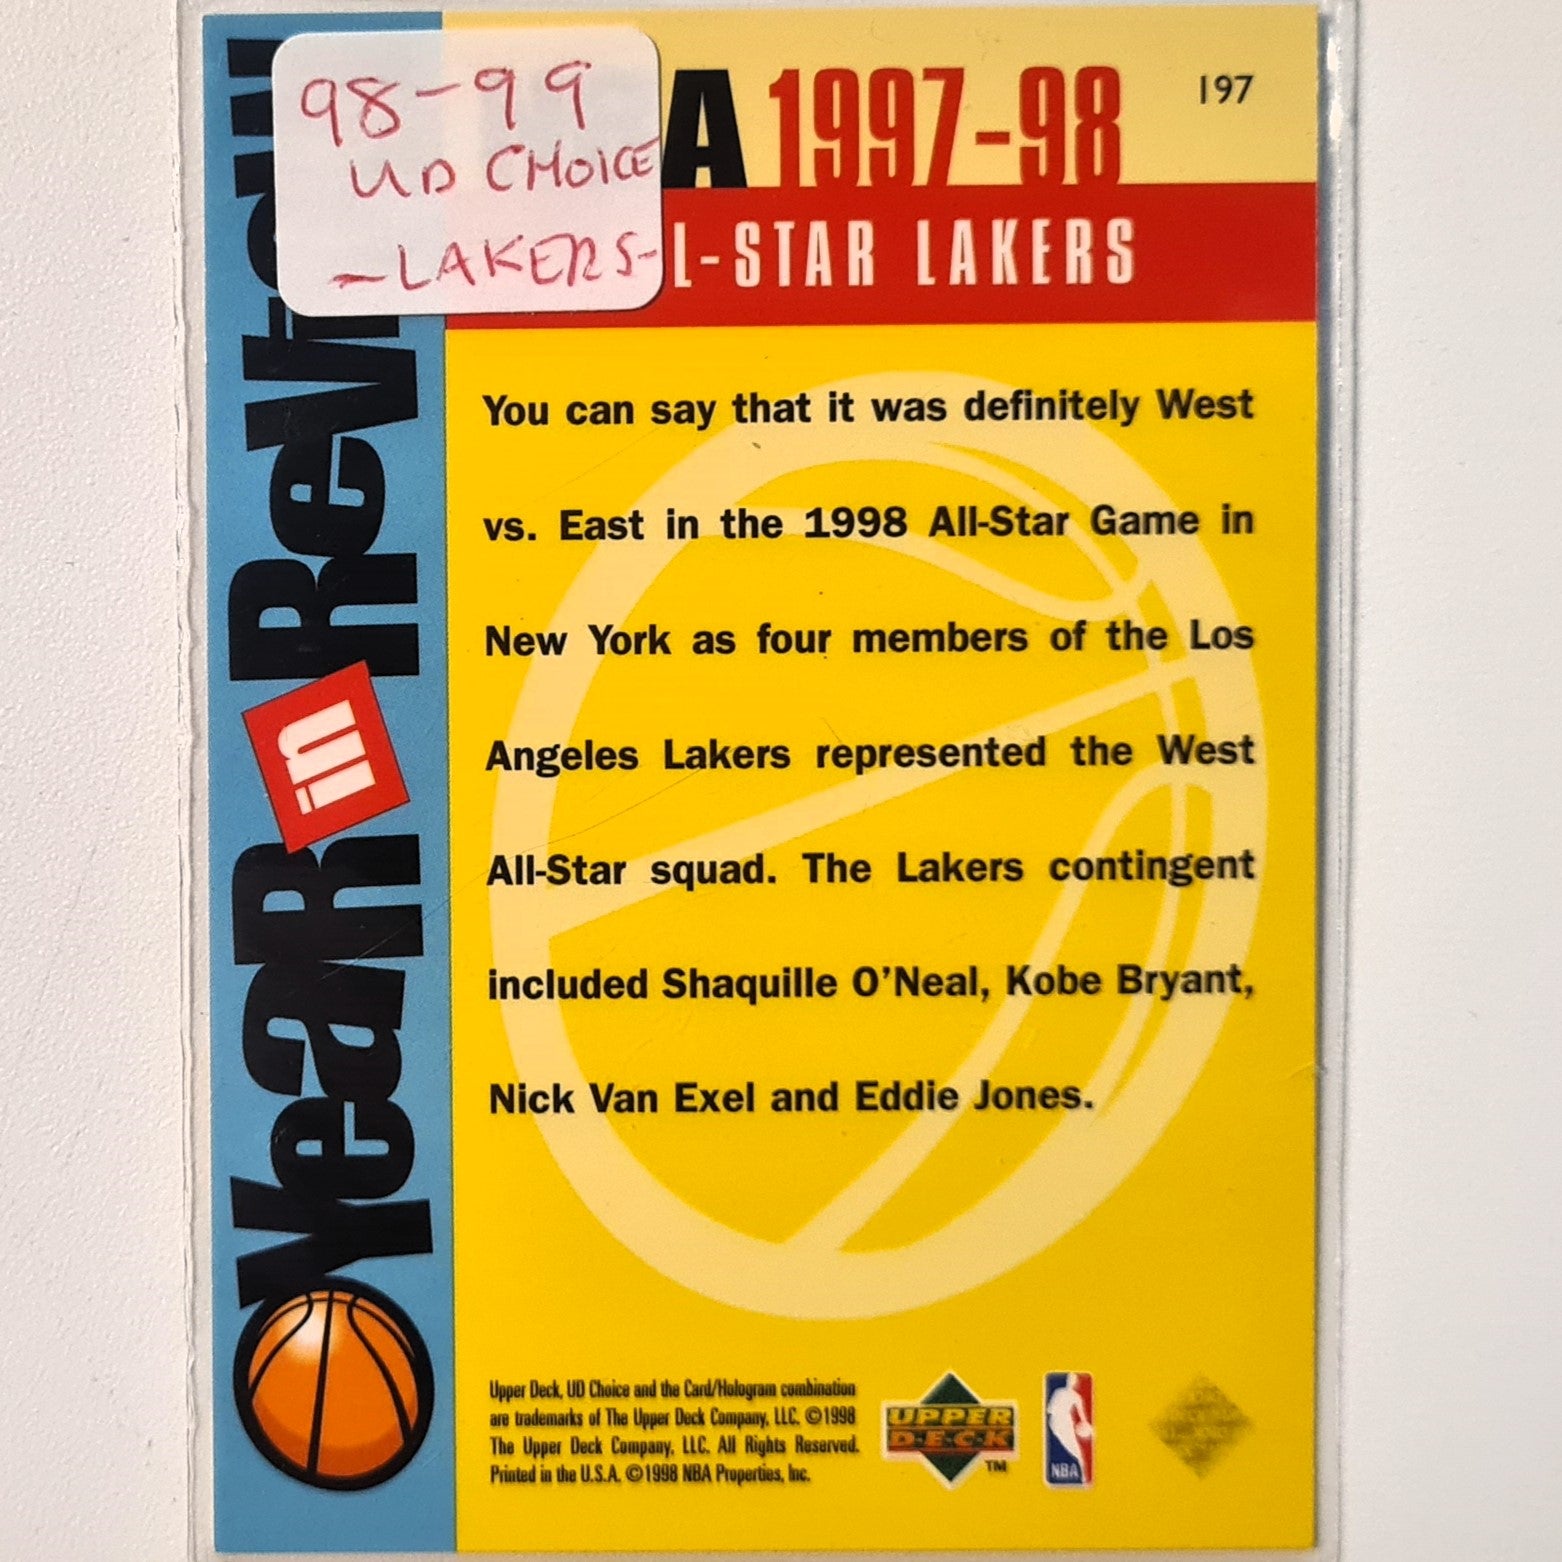 98-99
UD CHOICE
-LAKERS-
A 1997-98
197
L-STAR LAKERS
YeaR in ReVieW
You can say that it was definitely West
vs. East in the 1998 All-Star Game in
New York as four members of the Los
Angeles Lakers represented the West
All-Star squad. The Lakers contingent
included Shaquille O'Neal, Kobe Bryant,
Nick Van Exel and Eddie Jones.
Upper Deck, UD Choice and the Card/Hologram combination
are trademarks of The Upper Deck Company, LLC. ©1998
The Upper Deck Company, LLC. All Rights Reserved.
Printed in the U.S.A. ©1998 NBA Properties, Inc.
UPPER
D·E·C·K
TM
NBA